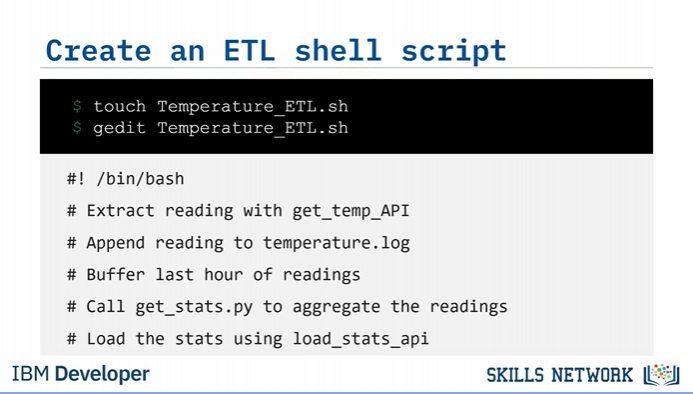 Create an ETL shell script
$ touch Temperature_ETL.sh
$ gedit Temperature_ETL.sh
#! /bin/bash
# Extract reading with get_temp_API
# Append reading to temperature.log
# Buffer last hour of readings
# Call get_stats.py to aggregate the readings
# Load the stats using load_stats_api
IBM Developer
SKILLS NETWORK